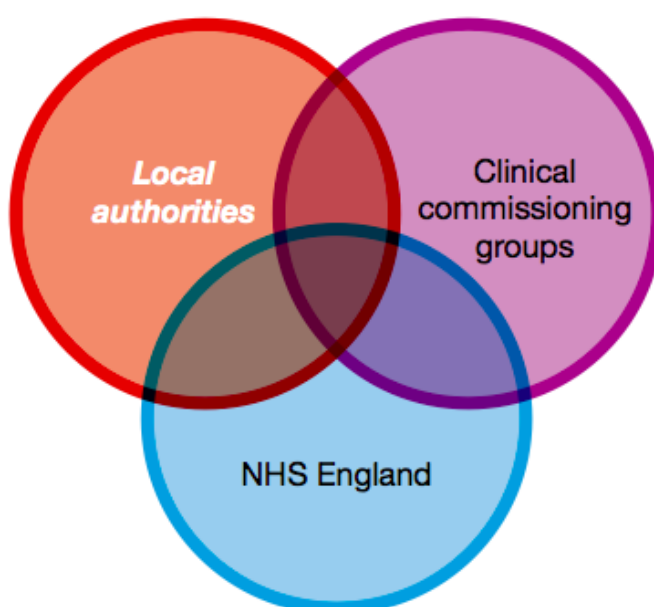 Local
authorities
Clinical
commissioning
groups
NHS England